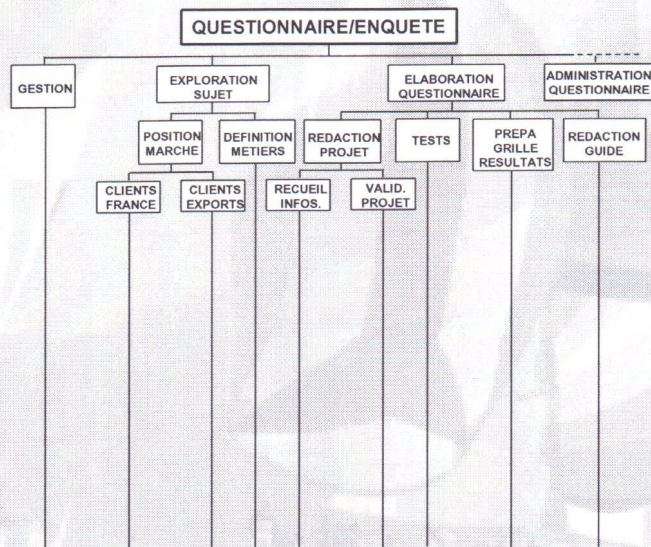 QUESTIONNAIRE/ENQUETE
GESTION
EXPLORATION
SUJET
ELABORATION
QUESTIONNAIRE
ADMINISTRATION
QUESTIONNAIRE
POSITION
MARCHE
DEFINITION
METIERS
REDACTION
PROJET
TESTS
PREPA
GRILLE
RESULTATS
REDACTION
GUIDE
CLIENTS
FRANCE
CLIENTS
EXPORTS
RECUEIL
INFOS.
VALID.
PROJET